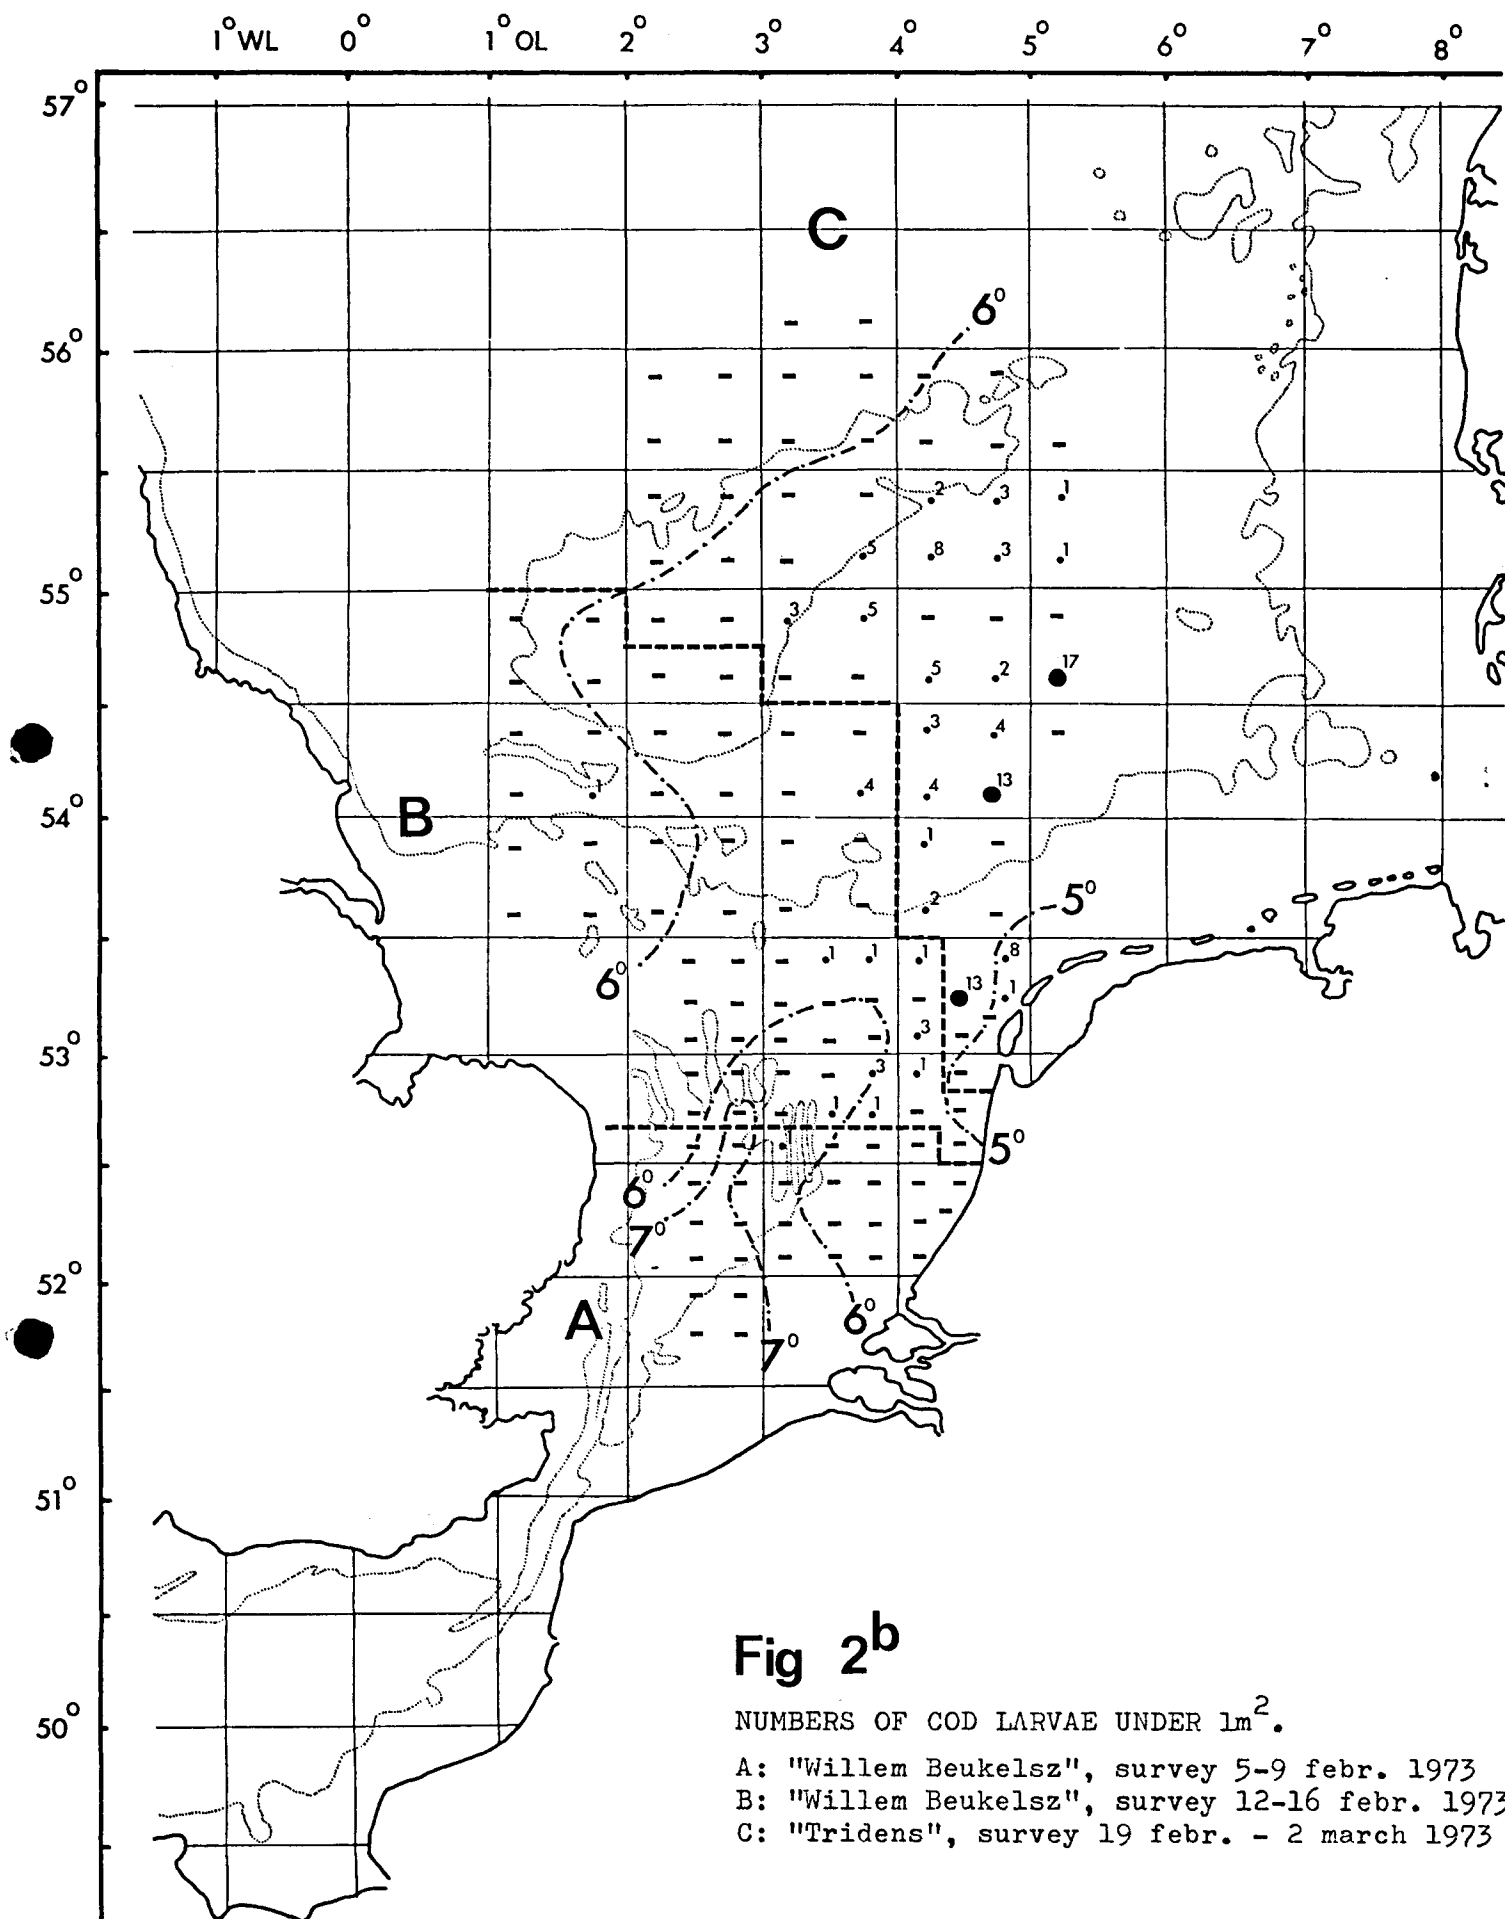 1° WL 0° 1° OL 2° 3° 4° 5° 6° 7° 8°
57°
C
6°
56°
2 3 1
5 8 3 1
55°
3 5
5 2 17
3 4
1 4 4 13
54°
B
1
2
5°
1 1 1 8
6°
13 1
3
53°
3 1
1 1
1
5°
6°
7°
52°
A
6°
7°
51°
50°
Fig 2b
NUMBERS OF COD LARVAE UNDER 1m².
A: "Willem Beukelsz", survey 5-9 febr. 1973
B: "Willem Beukelsz", survey 12-16 febr. 1973
C: "Tridens", survey 19 febr. - 2 march 1973